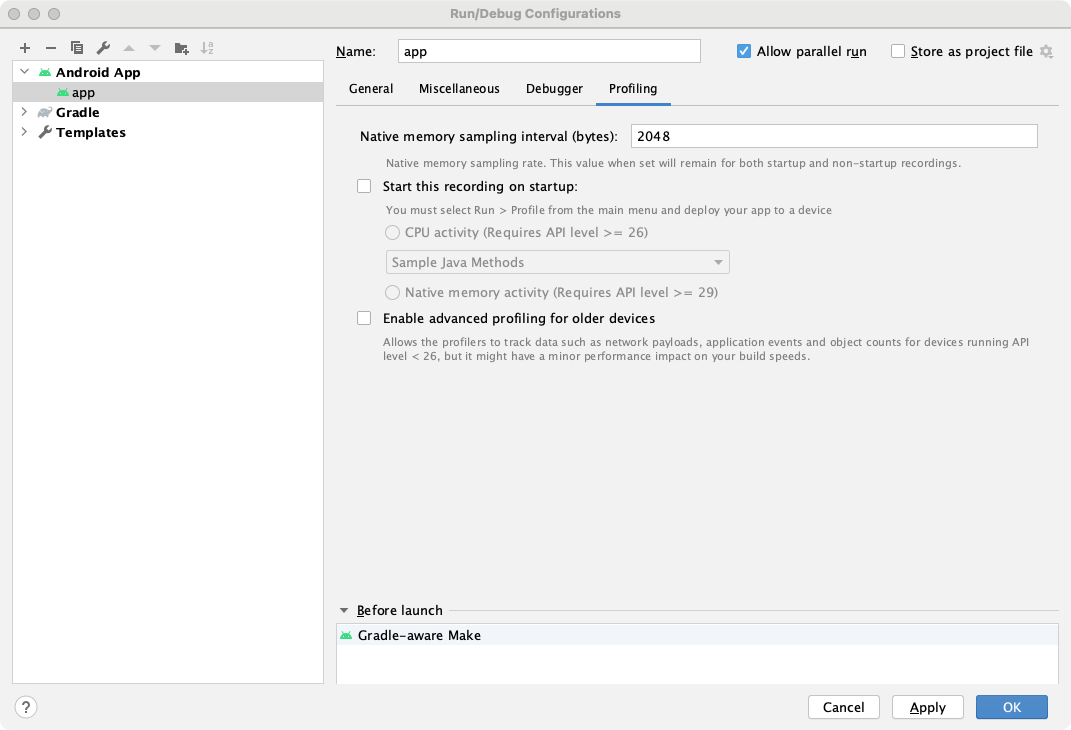 Run/Debug Configurations
Name: app
Allow parallel run
Store as project file
Android App
app
Gradle
Templates
General Miscellaneous Debugger Profiling
Native memory sampling interval (bytes): 2048
Native memory sampling rate. This value when set will remain for both startup and non-startup recordings.
Start this recording on startup:
You must select Run > Profile from the main menu and deploy your app to a device
CPU activity (Requires API level >= 26)
Sample Java Methods
Native memory activity (Requires API level >= 29)
Enable advanced profiling for older devices
Allows the profilers to track data such as network payloads, application events and object counts for devices running API
level < 26, but it might have a minor performance impact on your build speeds.
Before launch
Gradle-aware Make
? Cancel Apply OK